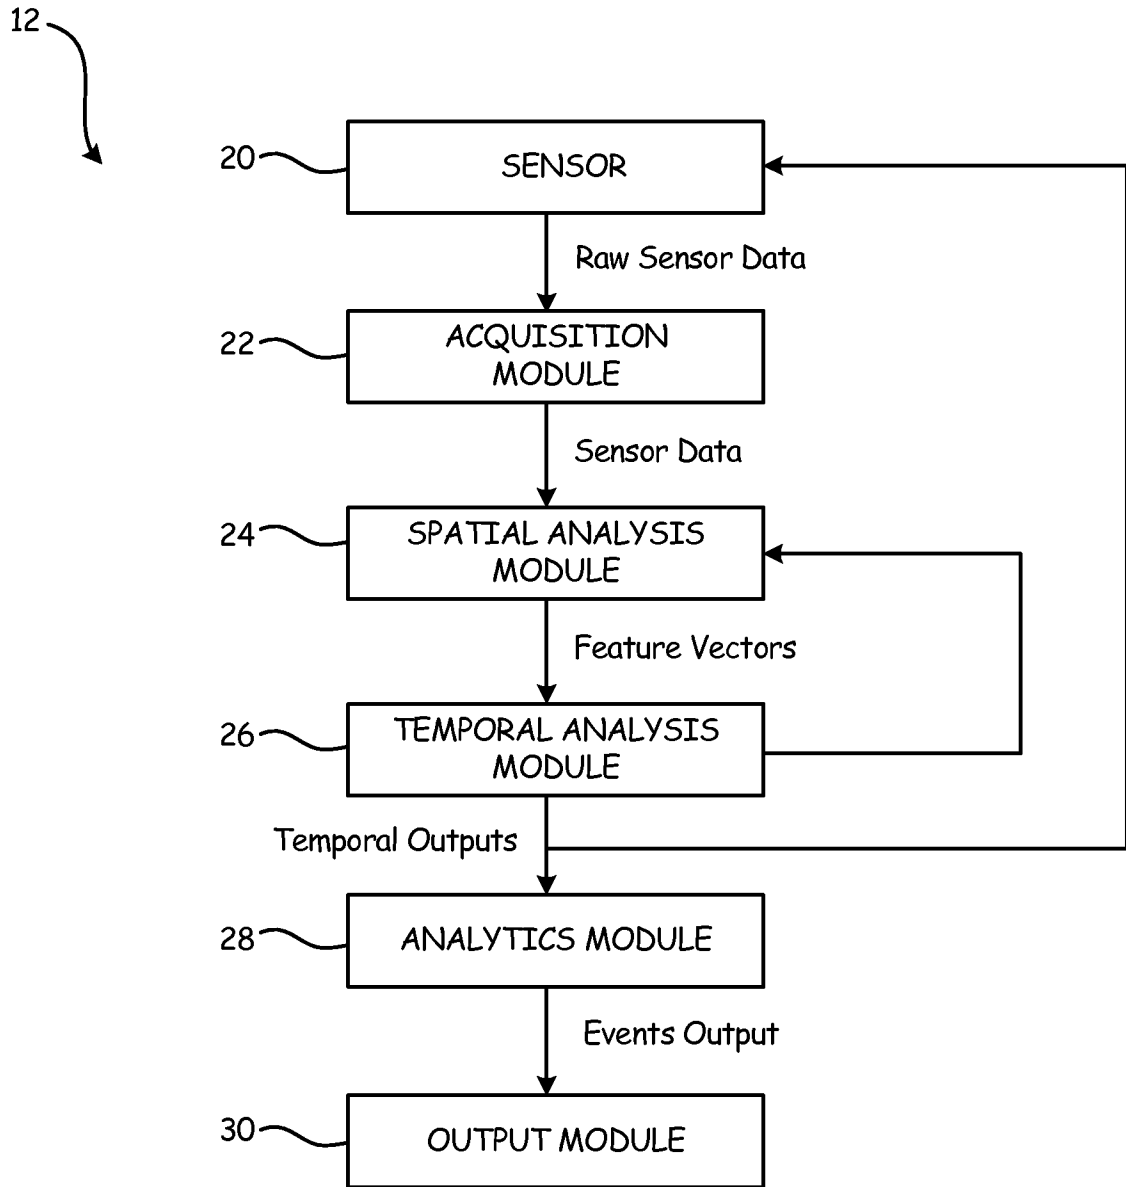 12
20
SENSOR
Raw Sensor Data
22
ACQUISITION
MODULE
Sensor Data
24
SPATIAL ANALYSIS
MODULE
Feature Vectors
26
TEMPORAL ANALYSIS
MODULE
Temporal Outputs
28
ANALYTICS MODULE
Events Output
30
OUTPUT MODULE